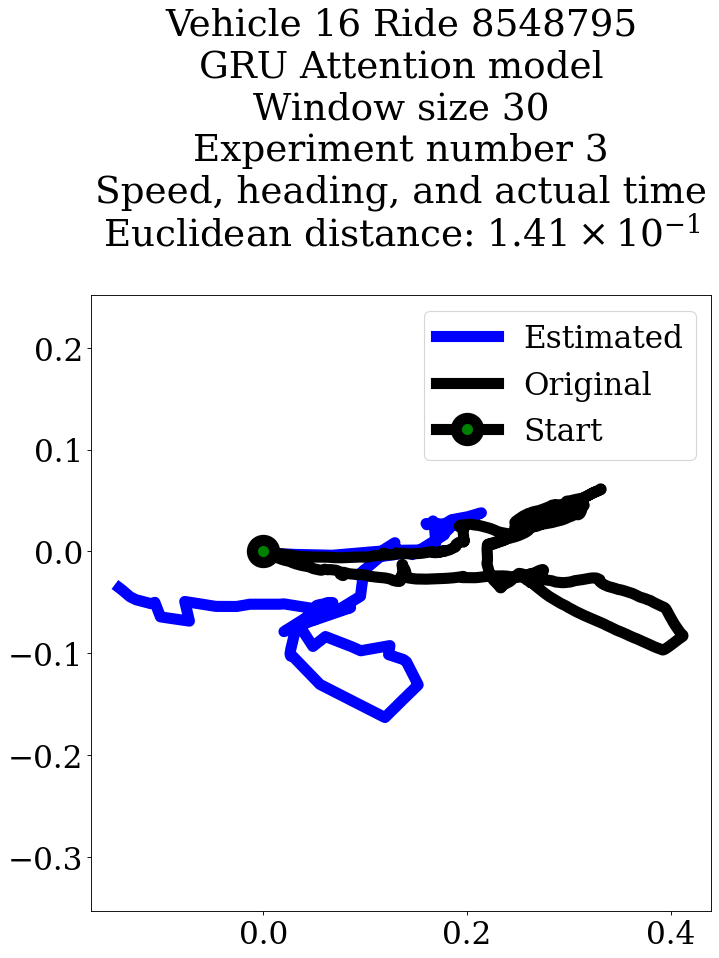 Vehicle 16 Ride 8548795
GRU Attention model
Window size 30
Experiment number 3
Speed, heading, and actual time
Euclidean distance: 1.41 × 10⁻¹
Estimated
Original
Start
0.2
0.1
0.0
−0.1
−0.2
−0.3
0.0 0.2 0.4